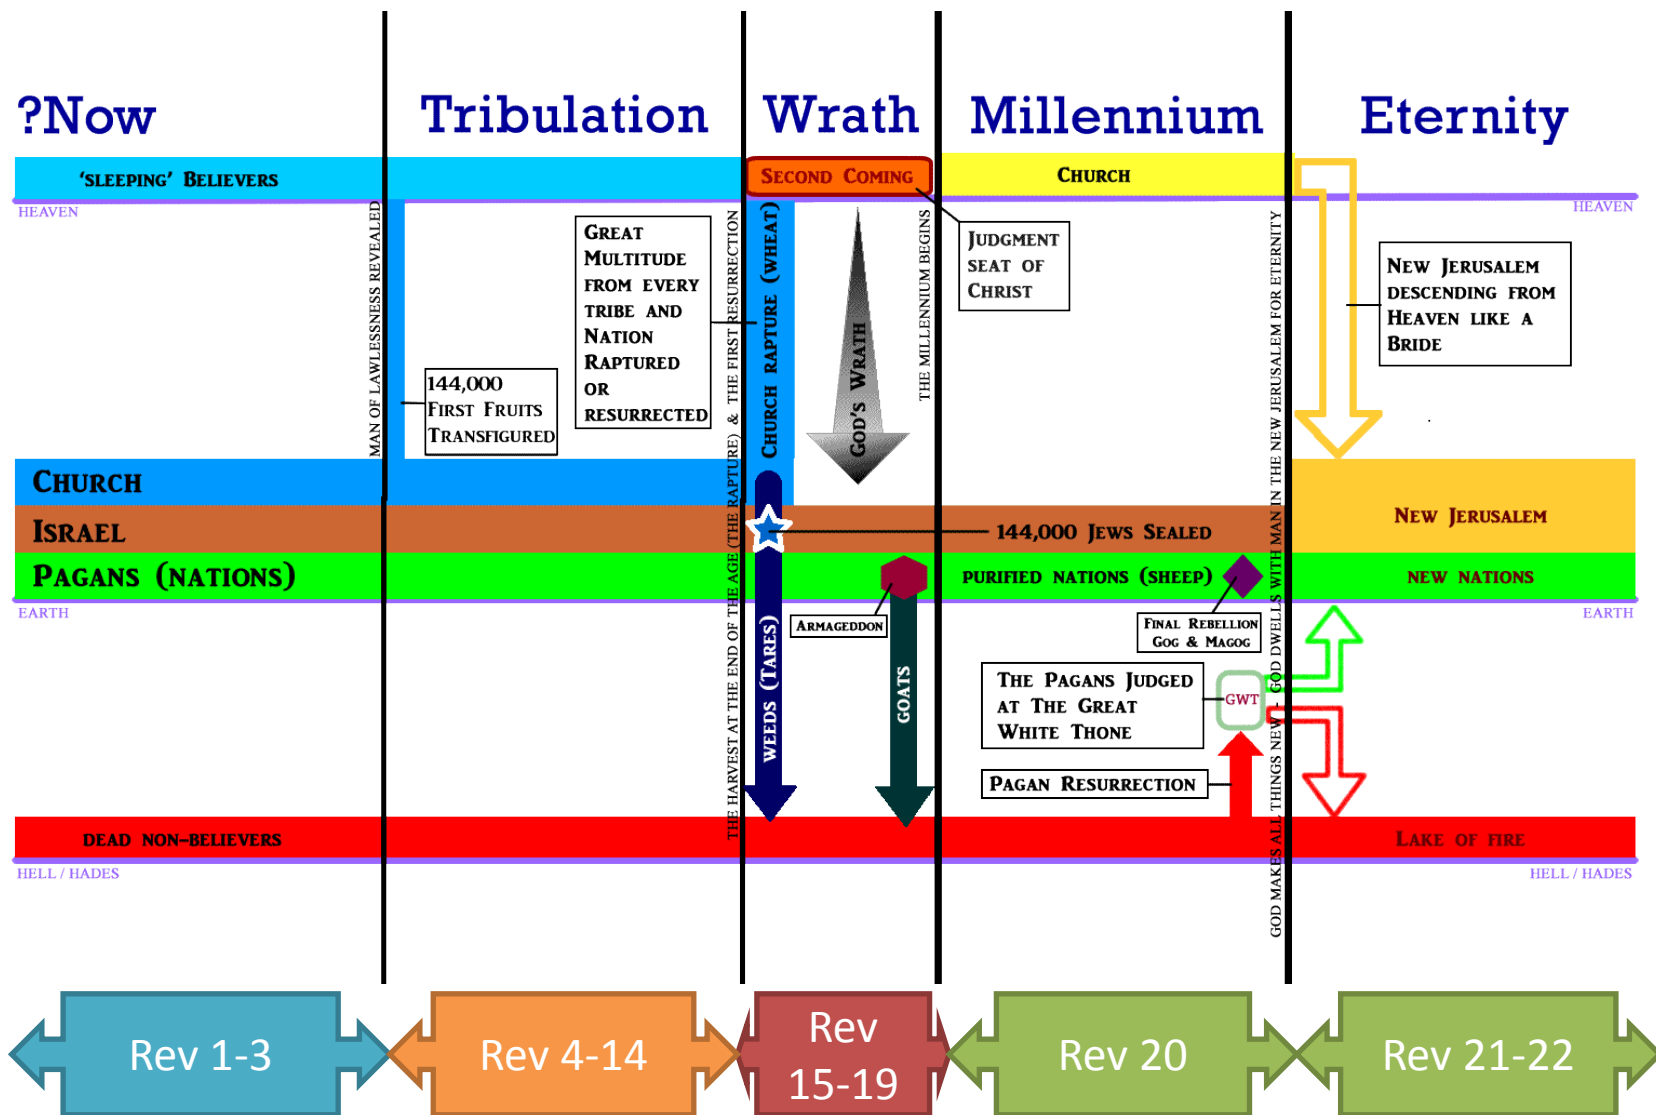 ?Now
Tribulation
Wrath
Millennium
Eternity
'SLEEPING' BELIEVERS
SECOND COMING
CHURCH
HEAVEN
HEAVEN
MAN OF LAWLESSNESS REVEALED
144,000
FIRST FRUITS
TRANSFIGURED
GREAT
MULTITUDE
FROM EVERY
TRIBE AND
NATION
RAPTURED
OR
RESURRECTED
THE HARVEST AT THE END OF THE AGE (THE RAPTURE) & THE FIRST RESURRECTION
CHURCH RAPTURE (WHEAT)
GOD'S WRATH
THE MILLENNIUM BEGINS
JUDGMENT
SEAT OF
CHRIST
GOD MAKES ALL THINGS NEW - GOD DWELLS WITH MAN IN THE NEW JERUSALEM FOR ETERNITY
NEW JERUSALEM
DESCENDING FROM
HEAVEN LIKE A
BRIDE
CHURCH
ISRAEL
144,000 JEWS SEALED
NEW JERUSALEM
PAGANS (NATIONS)
PURIFIED NATIONS (SHEEP)
NEW NATIONS
EARTH
EARTH
ARMAGEDDON
FINAL REBELLION
GOG & MAGOG
WEEDS (TARES)
GOATS
THE PAGANS JUDGED
AT THE GREAT
WHITE THONE
GWT
PAGAN RESURRECTION
DEAD NON-BELIEVERS
LAKE OF FIRE
HELL / HADES
HELL / HADES
Rev 1-3
Rev 4-14
Rev
15-19
Rev 20
Rev 21-22